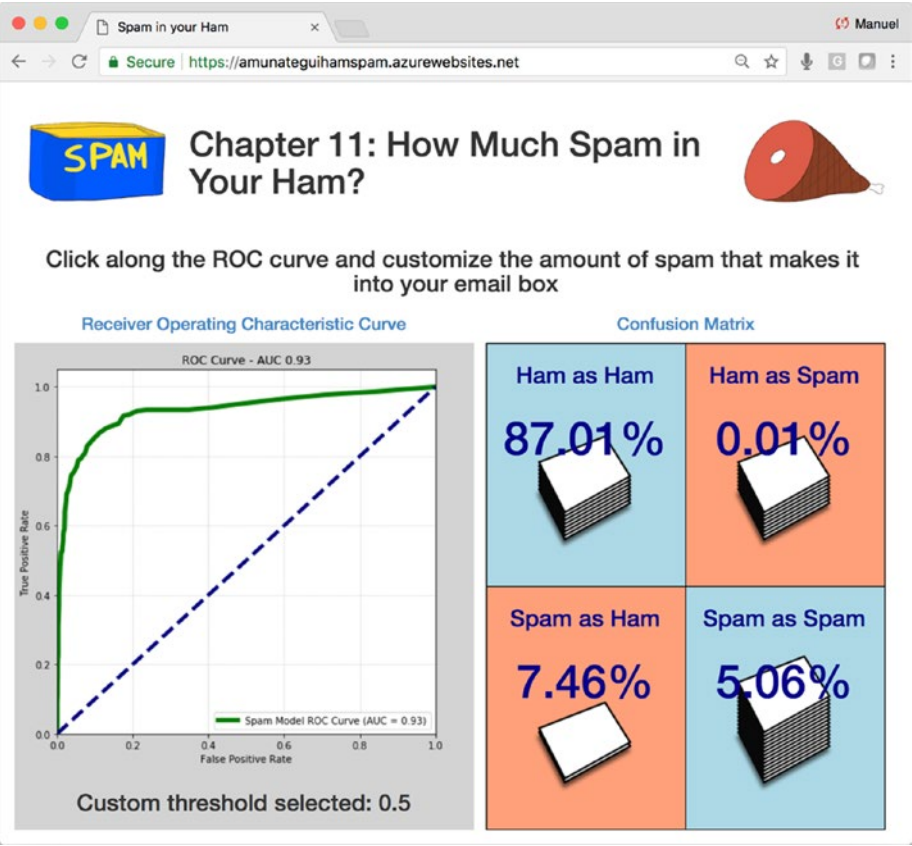 Spam in your Ham
Manuel
Secure https://amunateguihamspam.azurewebsites.net
SPAM
Chapter 11: How Much Spam in
Your Ham?
Click along the ROC curve and customize the amount of spam that makes it
into your email box
Receiver Operating Characteristic Curve
ROC Curve - AUC 0.93
True Positive Rate
1.0
0.8
0.6
0.4
0.2
0.0
0.0 0.2 0.4 0.6 0.8 1.0
False Positive Rate
Spam Model ROC Curve (AUC = 0.93)
Custom threshold selected: 0.5
Confusion Matrix
Ham as Ham
87.01%
Ham as Spam
0.01%
Spam as Ham
7.46%
Spam as Spam
5.06%